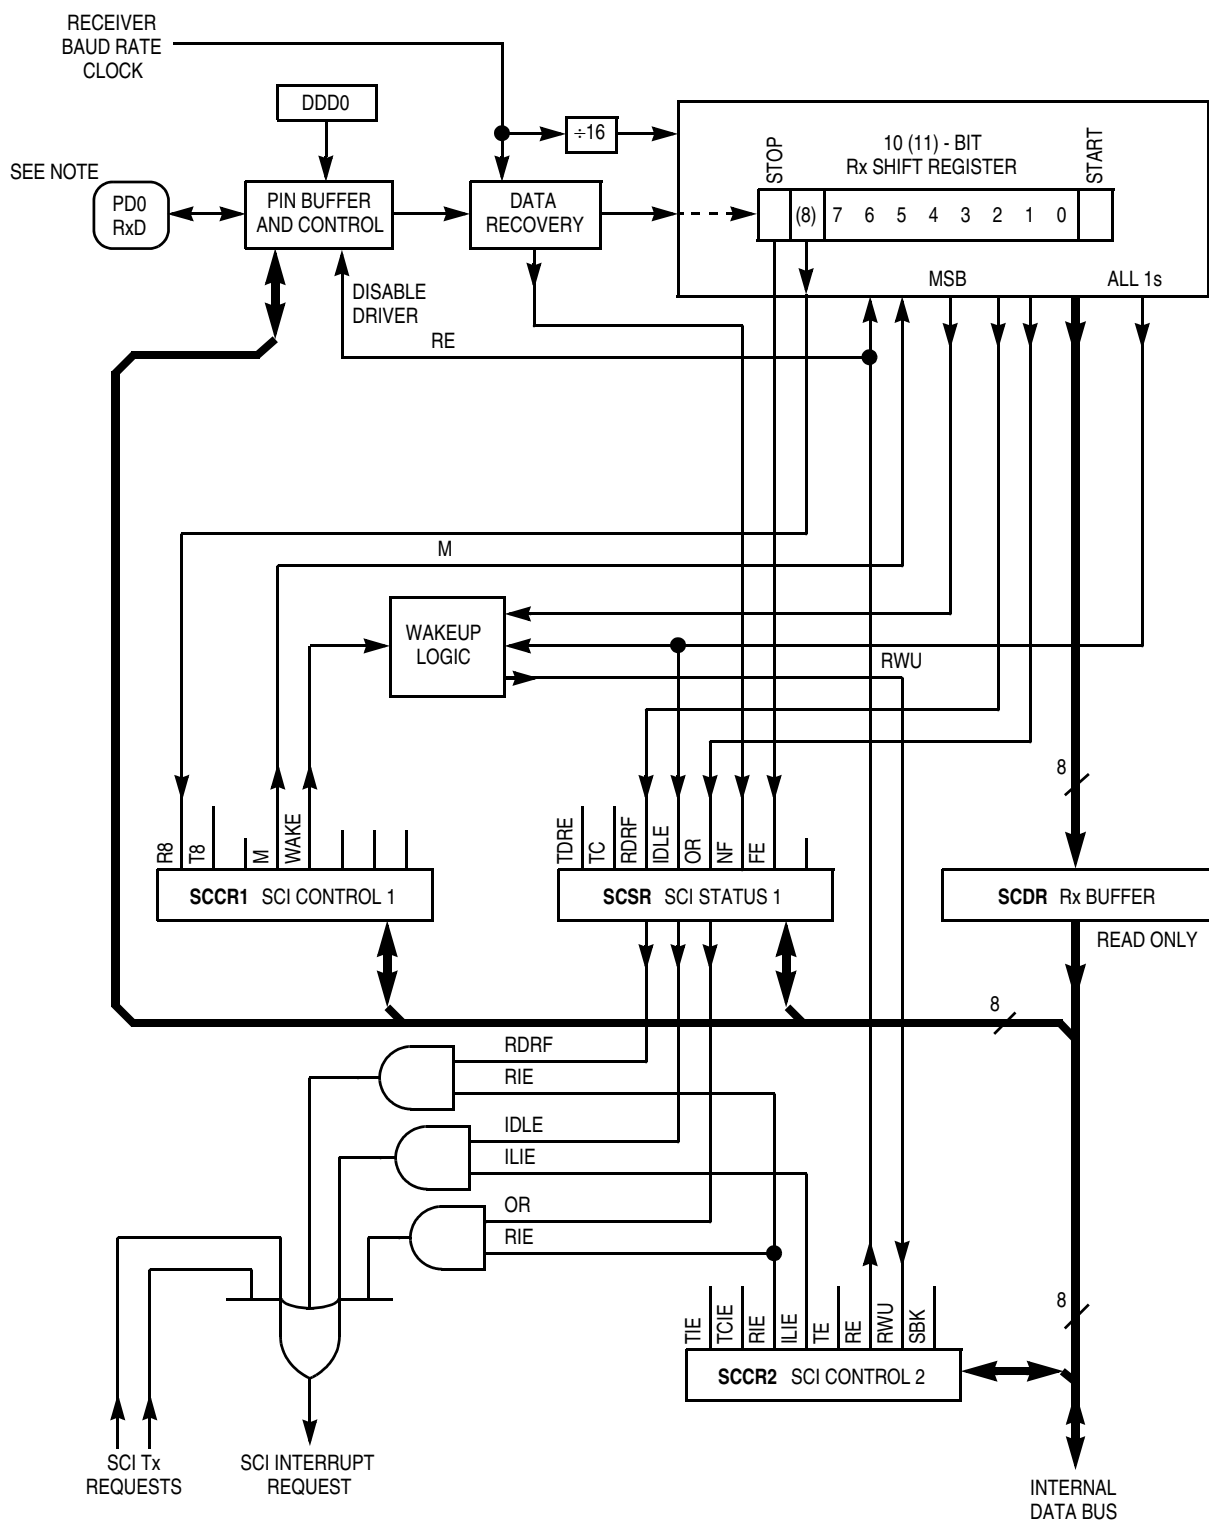 RECEIVER
BAUD RATE
CLOCK
DDD0
÷16
SEE NOTE
PD0
RxD
PIN BUFFER
AND CONTROL
DATA
RECOVERY
STOP
10 (11) - BIT
Rx SHIFT REGISTER
START
(8) 7 6 5 4 3 2 1 0
MSB
ALL 1s
DISABLE
DRIVER
RE
M
WAKEUP
LOGIC
RWU
8
R8
T8
M
WAKE
TDRE
TC
RDRF
IDLE
OR
NF
FE
SCCR1 SCI CONTROL 1
SCSR SCI STATUS 1
SCDR Rx BUFFER
READ ONLY
8
RDRF
RIE
IDLE
ILIE
OR
RIE
8
TIE
TCIE
RIE
ILIE
TE
RE
RWU
SBK
SCCR2 SCI CONTROL 2
SCI Tx
REQUESTS
SCI INTERRUPT
REQUEST
INTERNAL
DATA BUS